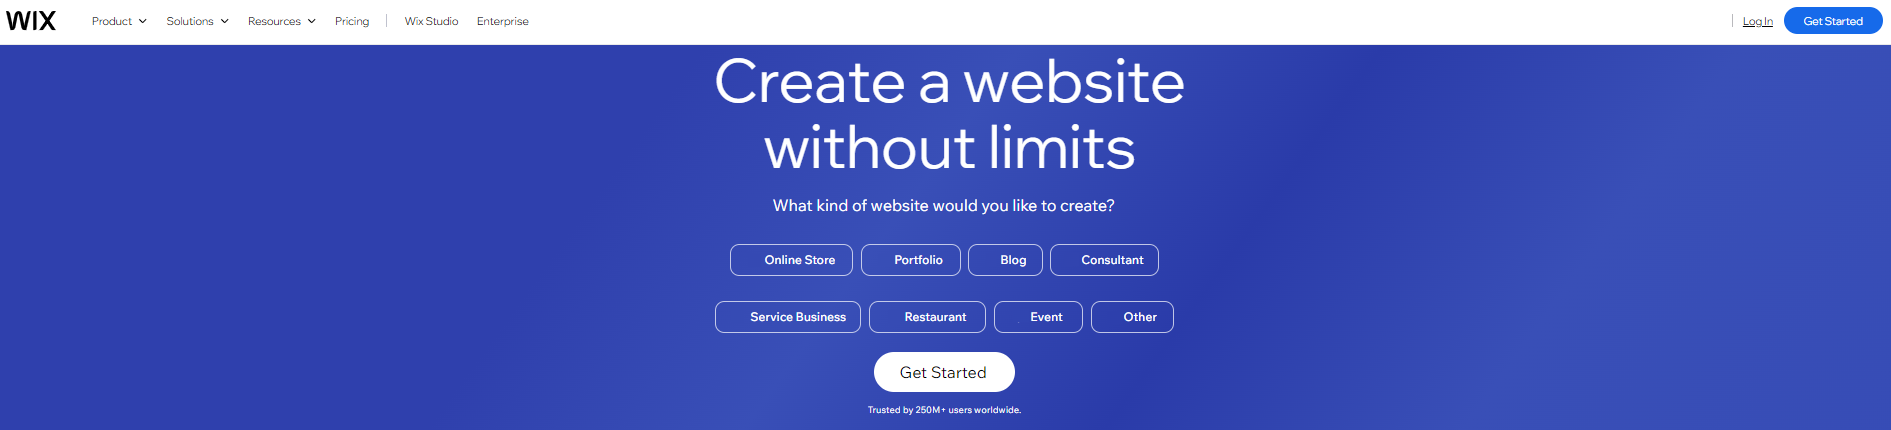 WIX Product Solutions Resources Pricing Wix Studio Enterprise Log In Get Started
Create a website
without limits
What kind of website would you like to create?
Online Store Portfolio Blog Consultant
Service Business Restaurant Event Other
Get Started
Trusted by 250M+ users worldwide.